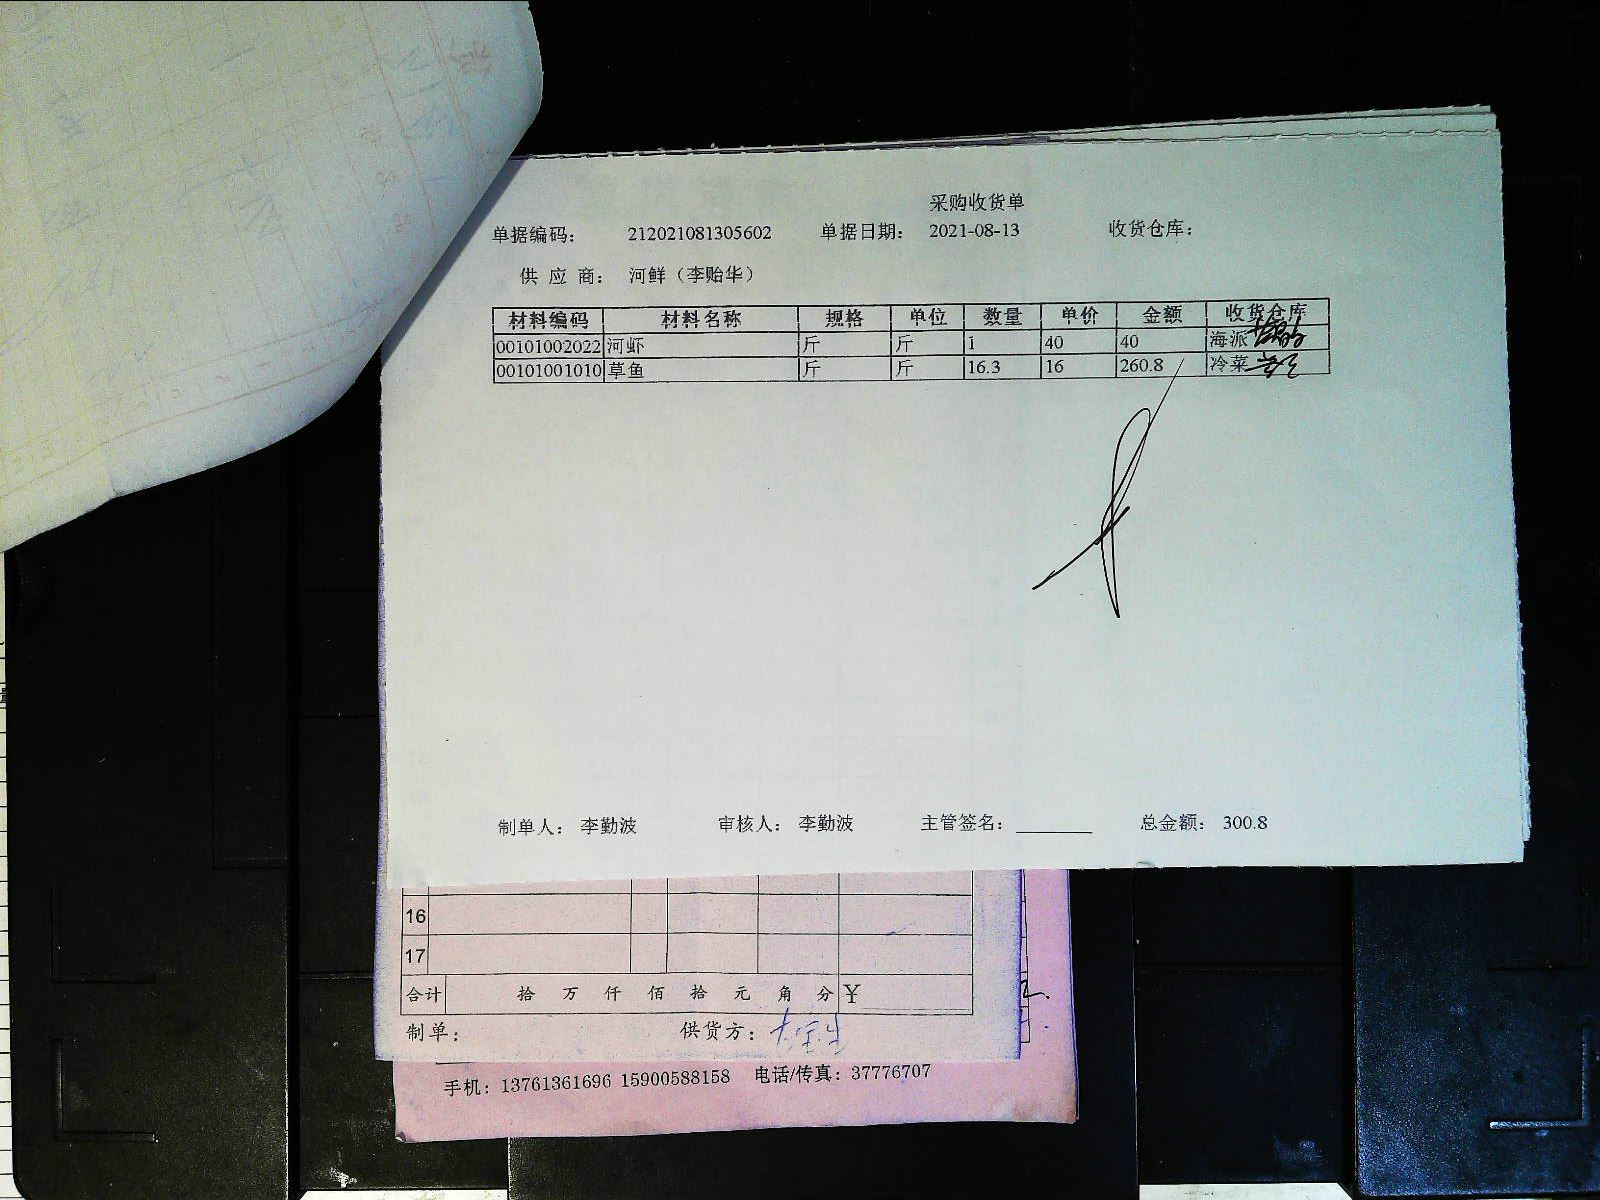 采购收货单
单据编码： 212021081305602 单据日期： 2021-08-13 收货仓库：
供 应 商： 河鲜（李贻华）
材料编码 材料名称 规格 单位 数量 单价 金额 收货仓库
00101002022 河虾 斤 斤 1 40 40 海派
00101001010 草鱼 斤 斤 16.3 16 260.8 冷菜
制单人： 李勤波 审核人： 李勤波 主管签名： 总金额： 300.8
16
17
合计 拾 万 仟 佰 拾 元 角 分 ¥
制单： 供货方：
手机：13761361696 15900588158 电话/传真：37776707